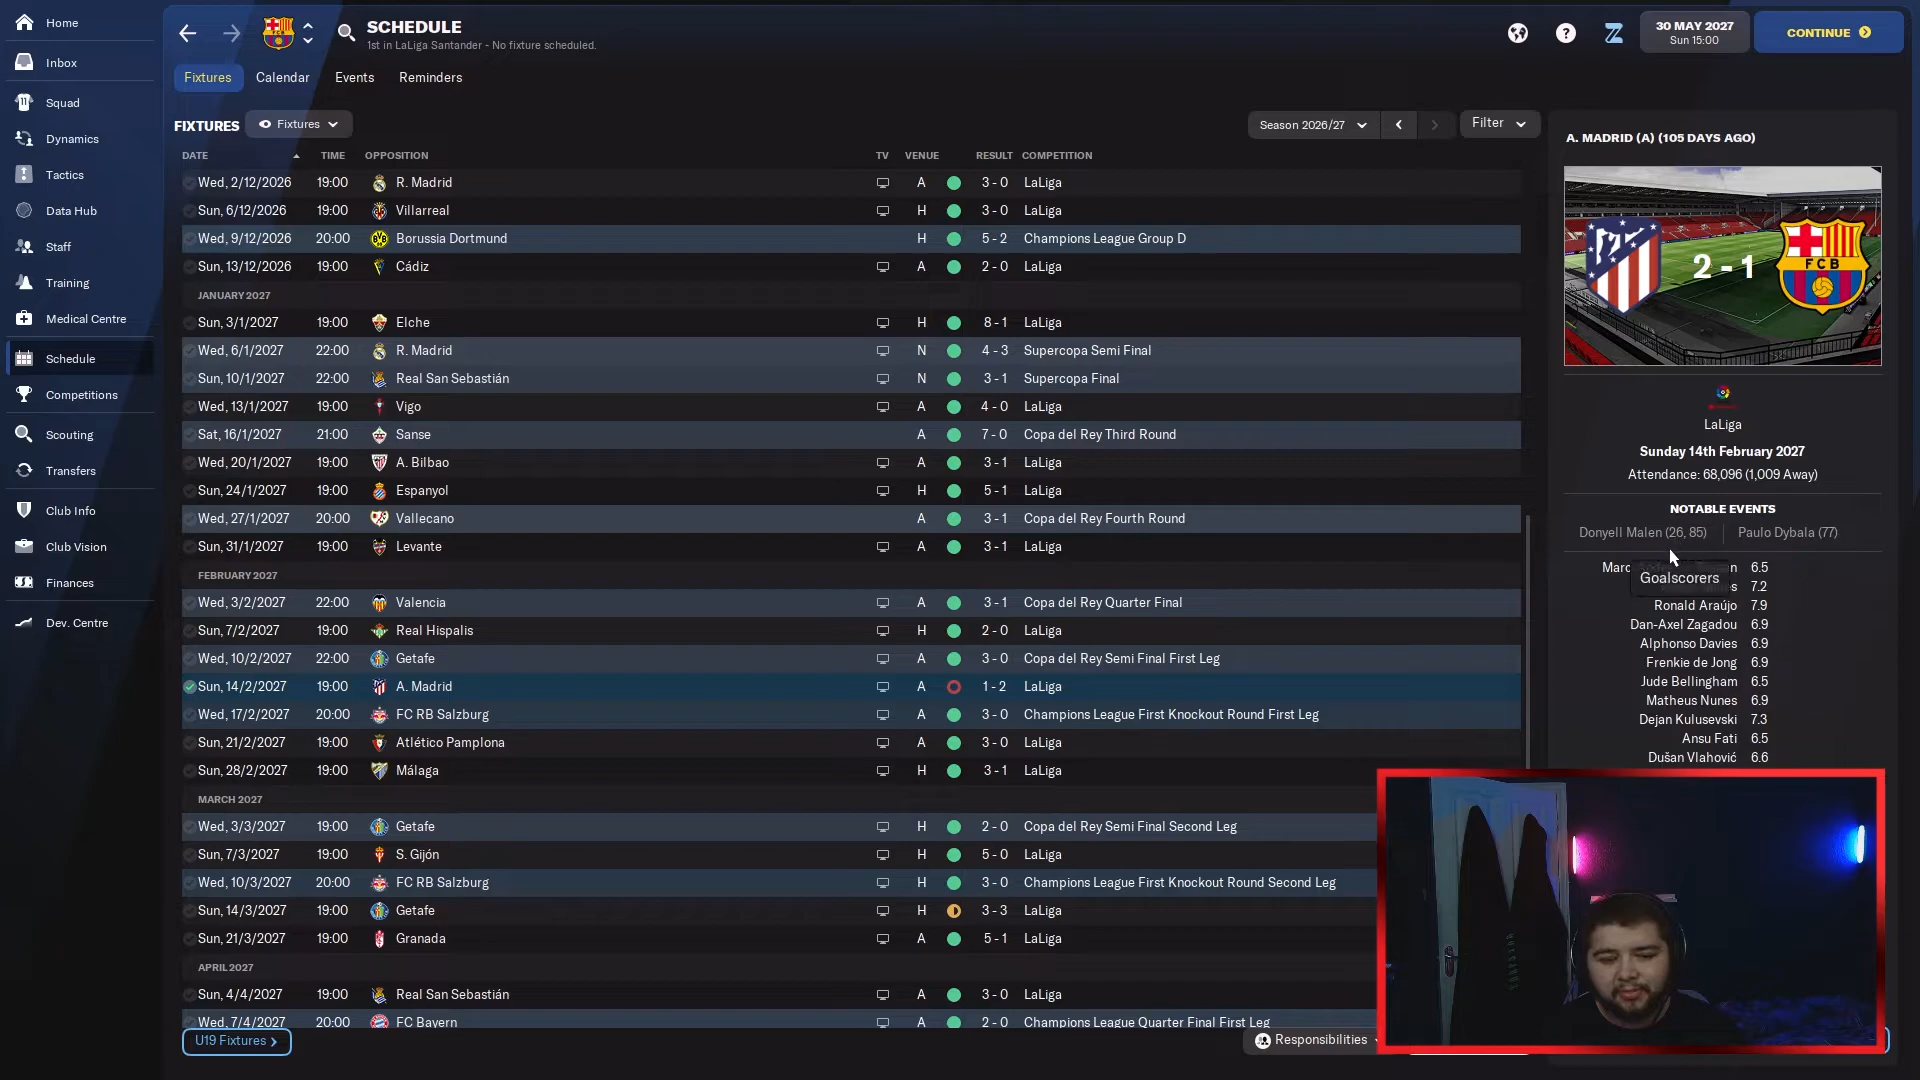 Home
Inbox
Squad
Dynamics
Tactics
Data Hub
Staff
Training
Medical Centre
Schedule
Competitions
Scouting
Transfers
Club Info
Club Vision
Finances
Dev. Centre
SCHEDULE
1st in LaLiga Santander - No fixture scheduled.
30 MAY 2027
Sun 15:00
CONTINUE
Fixtures Calendar Events Reminders
FIXTURES Fixtures
Season 2026/27 Filter
DATE TIME OPPOSITION TV VENUE RESULT COMPETITION
Wed, 2/12/2026 19:00 R. Madrid A 3 - 0 LaLiga
Sun, 6/12/2026 19:00 Villarreal H 3 - 0 LaLiga
Wed, 9/12/2026 20:00 Borussia Dortmund H 5 - 2 Champions League Group D
Sun, 13/12/2026 19:00 Cádiz A 2 - 0 LaLiga
JANUARY 2027
Sun, 3/1/2027 19:00 Elche H 8 - 1 LaLiga
Wed, 6/1/2027 22:00 R. Madrid N 4 - 3 Supercopa Semi Final
Sun, 10/1/2027 22:00 Real San Sebastián N 3 - 1 Supercopa Final
Wed, 13/1/2027 19:00 Vigo A 4 - 0 LaLiga
Sat, 16/1/2027 21:00 Sanse A 7 - 0 Copa del Rey Third Round
Wed, 20/1/2027 19:00 A. Bilbao A 3 - 1 LaLiga
Sun, 24/1/2027 19:00 Espanyol H 5 - 1 LaLiga
Wed, 27/1/2027 20:00 Vallecano A 3 - 1 Copa del Rey Fourth Round
Sun, 31/1/2027 19:00 Levante A 3 - 1 LaLiga
FEBRUARY 2027
Wed, 3/2/2027 22:00 Valencia A 3 - 1 Copa del Rey Quarter Final
Sun, 7/2/2027 19:00 Real Hispalis H 2 - 0 LaLiga
Wed, 10/2/2027 22:00 Getafe A 3 - 0 Copa del Rey Semi Final First Leg
Sun, 14/2/2027 19:00 A. Madrid A 1 - 2 LaLiga
Wed, 17/2/2027 20:00 FC RB Salzburg A 3 - 0 Champions League First Knockout Round First Leg
Sun, 21/2/2027 19:00 Atlético Pamplona A 3 - 0 LaLiga
Sun, 28/2/2027 19:00 Málaga H 3 - 1 LaLiga
MARCH 2027
Wed, 3/3/2027 19:00 Getafe H 2 - 0 Copa del Rey Semi Final Second Leg
Sun, 7/3/2027 19:00 S. Gijón H 5 - 0 LaLiga
Wed, 10/3/2027 20:00 FC RB Salzburg H 3 - 0 Champions League First Knockout Round Second Leg
Sun, 14/3/2027 19:00 Getafe H 3 - 3 LaLiga
Sun, 21/3/2027 19:00 Granada A 5 - 1 LaLiga
APRIL 2027
Sun, 4/4/2027 19:00 Real San Sebastián A 3 - 0 LaLiga
Wed, 7/4/2027 20:00 FC Bayern A 2 - 0 Champions League Quarter Final First Leg
U19 Fixtures
Responsibilities
A. MADRID (A) (105 DAYS AGO)
2 - 1
FCB
LaLiga
Sunday 14th February 2027
Attendance: 68,096 (1,009 Away)
NOTABLE EVENTS
Donyell Malen (26, 85) Paulo Dybala (77)
Goalscorers
6.5
7.2
Ronald Araújo 7.9
Dan-Axel Zagadou 6.9
Alphonso Davies 6.9
Frenkie de Jong 6.9
Jude Bellingham 6.5
Matheus Nunes 6.9
Dejan Kulusevski 7.3
Ansu Fati 6.5
Dušan Vlahović 6.6